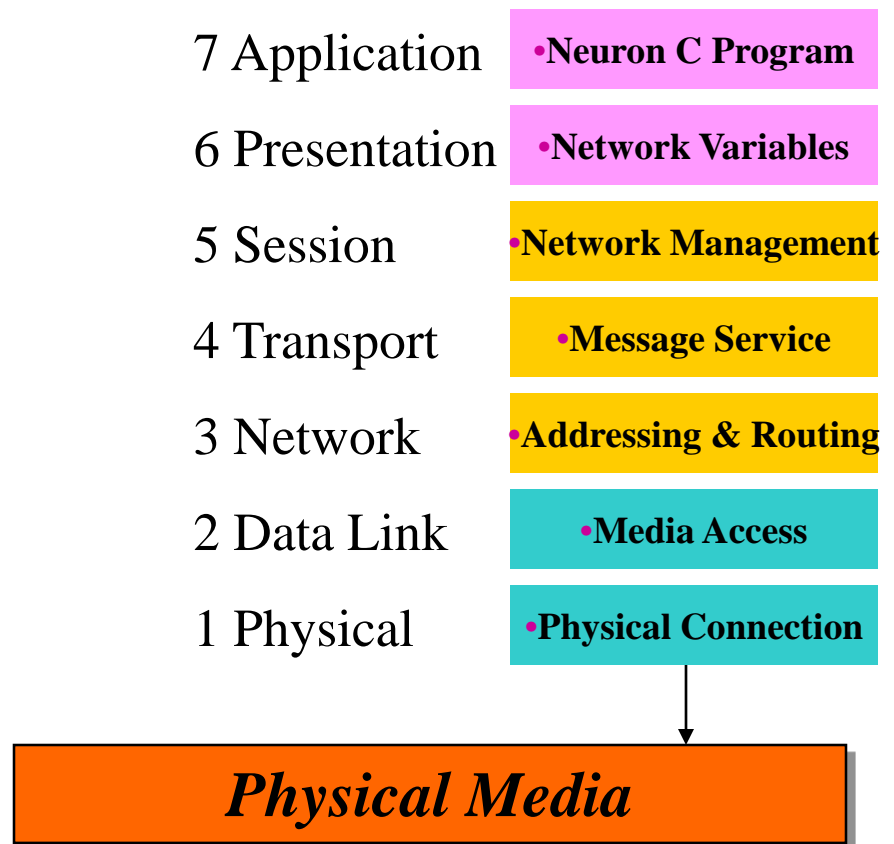 7 Application •Neuron C Program
6 Presentation •Network Variables
5 Session •Network Management
4 Transport •Message Service
3 Network •Addressing & Routing
2 Data Link •Media Access
1 Physical •Physical Connection
Physical Media